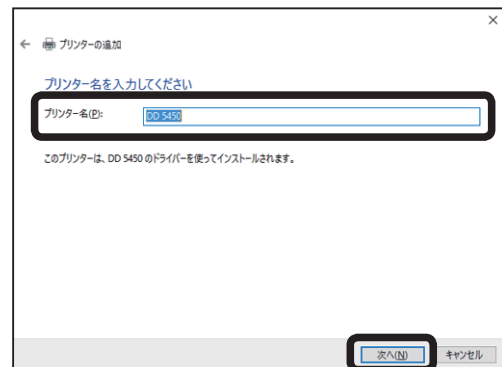 プリンターの追加
プリンター名を入力してください
プリンター名(P): DD 5450
このプリンターは、DD 5450 のドライバーを使ってインストールされます。
次へ(N) キャンセル